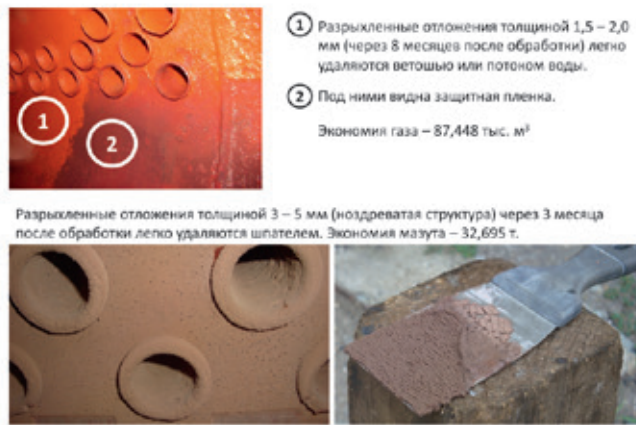 1 Разрыхленные отложения толщиной 1,5 – 2,0
мм (через 8 месяцев после обработки) легко
удаляются ветошью или потоком воды.
2 Под ними видна защитная пленка.
Экономия газа – 87,448 тыс. м³
1
2
Разрыхленные отложения толщиной 3 – 5 мм (ноздреватая структура) через 3 месяца
после обработки легко удаляются шпателем. Экономия мазута – 32,695 т.